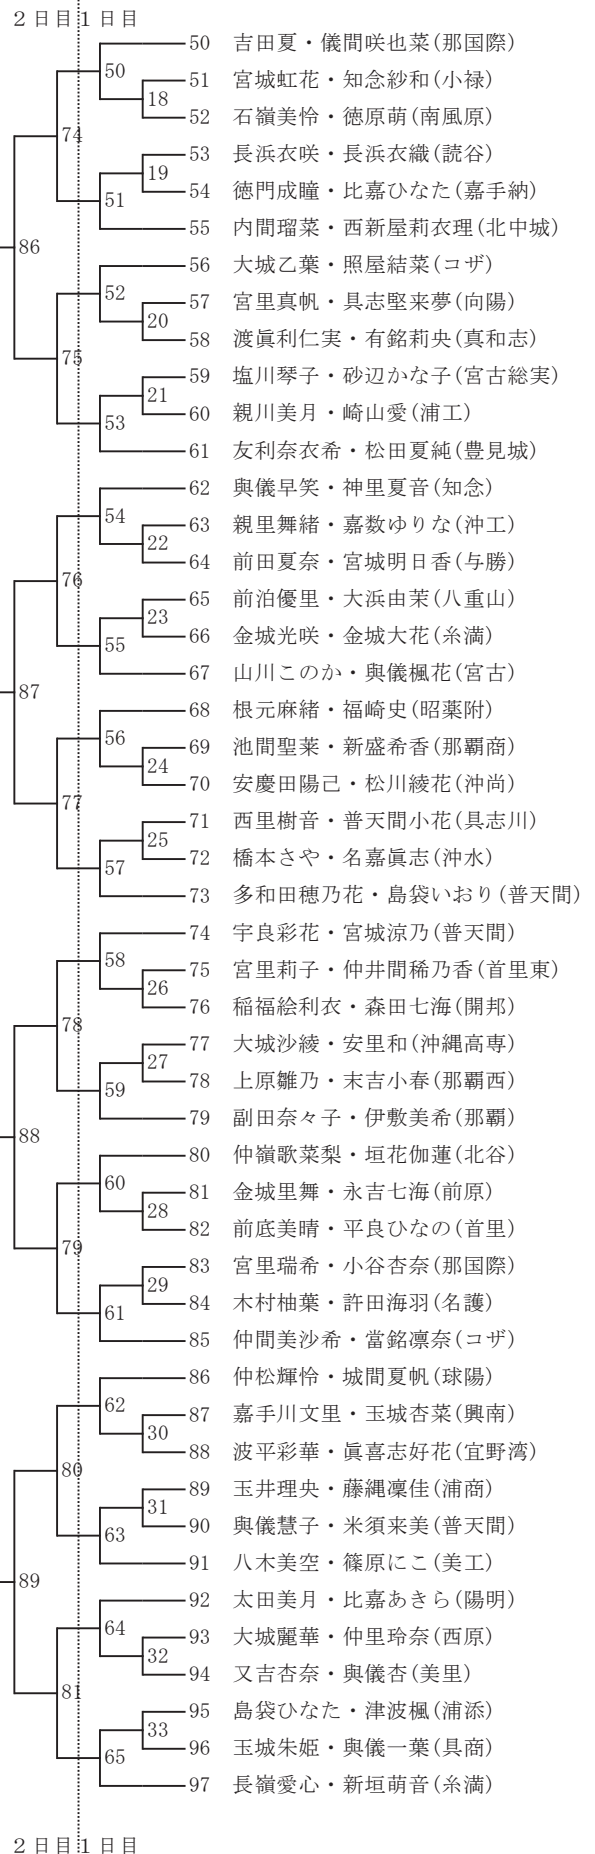 2日目 1日目
50 吉田夏・儀間咲也菜(那国際)
50
51 宮城虹花・知念紗和(小禄)
18
52 石嶺美怜・徳原萌(南風原)
74
53 長浜衣咲・長浜衣織(読谷)
19
54 徳門成瞳・比嘉ひなた(嘉手納)
51
55 内間瑠菜・西新屋莉衣理(北中城)
86
56 大城乙葉・照屋結菜(コザ)
52
57 宮里真帆・具志堅来夢(向陽)
20
58 渡眞利仁実・有銘莉央(真和志)
75
59 塩川琴子・砂辺かな子(宮古総実)
21
60 親川美月・崎山愛(浦工)
53
61 友利奈衣希・松田夏純(豊見城)
62 與儀早笑・神里夏音(知念)
54
63 親里舞緒・嘉数ゆりな(沖工)
22
64 前田夏奈・宮城明日香(与勝)
76
65 前泊優里・大浜由茉(八重山)
23
66 金城光咲・金城大花(糸満)
55
67 山川このか・與儀楓花(宮古)
87
68 根元麻緒・福崎史(昭薬附)
56
69 池間聖莱・新盛希香(那覇商)
24
70 安慶田陽己・松川綾花(沖尚)
77
71 西里樹音・普天間小花(具志川)
25
72 橋本さや・名嘉眞志(沖水)
57
73 多和田穂乃花・島袋いおり(普天間)
74 宇良彩花・宮城涼乃(普天間)
58
75 宮里莉子・仲井間稀乃香(首里東)
26
76 稲福絵利衣・森田七海(開邦)
78
77 大城沙綾・安里和(沖縄高専)
27
78 上原雛乃・末吉小春(那覇西)
59
79 副田奈々子・伊敷美希(那覇)
88
80 仲嶺歌菜梨・垣花伽蓮(北谷)
60
81 金城里舞・永吉七海(前原)
28
82 前底美晴・平良ひなの(首里)
79
83 宮里瑞希・小谷杏奈(那国際)
29
84 木村柚葉・許田海羽(名護)
61
85 仲間美沙希・當銘凛奈(コザ)
86 仲松輝怜・城間夏帆(球陽)
62
87 嘉手川文里・玉城杏菜(興南)
30
88 波平彩華・眞喜志好花(宜野湾)
80
89 玉井理央・藤縄凜佳(浦商)
31
90 與儀慧子・米須来美(普天間)
63
91 八木美空・篠原にこ(美工)
89
92 太田美月・比嘉あきら(陽明)
64
93 大城麗華・仲里玲奈(西原)
32
94 又吉杏奈・與儀杏(美里)
81
95 島袋ひなた・津波楓(浦添)
33
96 玉城朱姫・與儀一葉(具商)
65
97 長嶺愛心・新垣萌音(糸満)
2日目 1日目